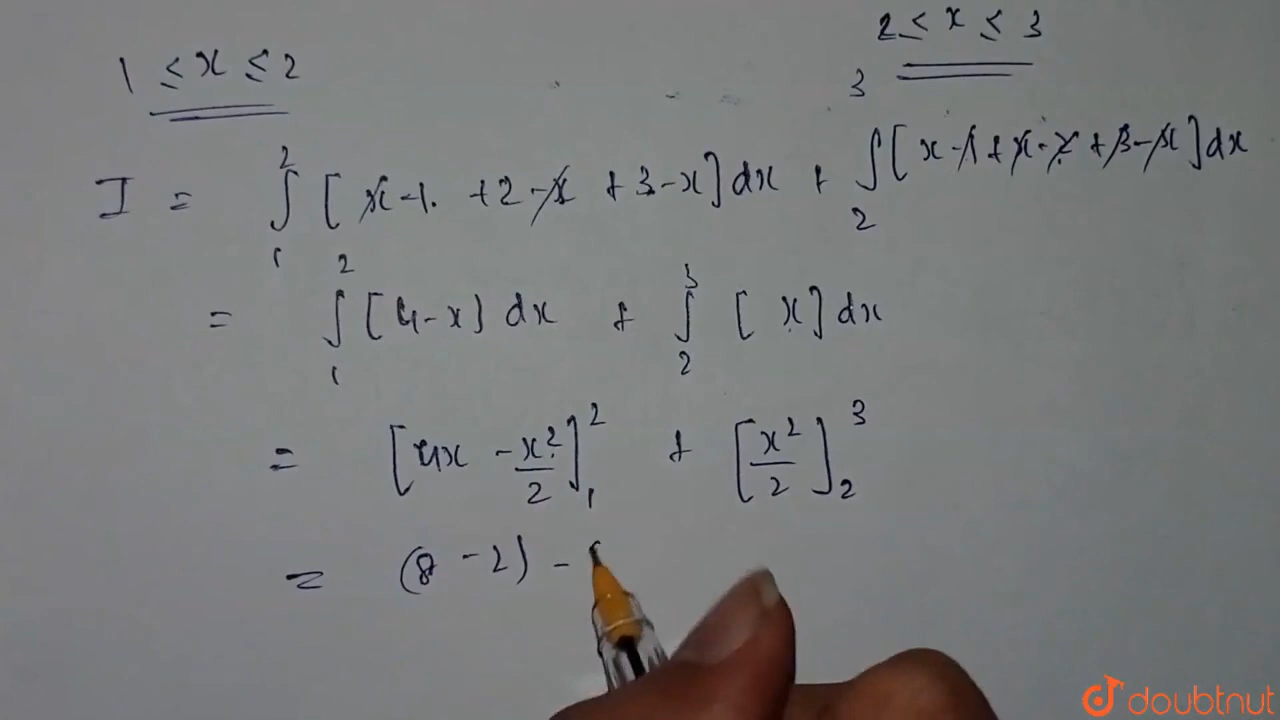 1 ≤ x ≤ 2
2 ≤ x ≤ 3
I = ∫₁² [x-1 +2-x +3-x] dx + ∫₂³ [x-1+x-2+3-x] dx
= ∫₁² [4-x] dx + ∫₂³ [x] dx
= [4x - x²/2]₁² + [x²/2]₂³
= (8 - 2) -
doubtnut